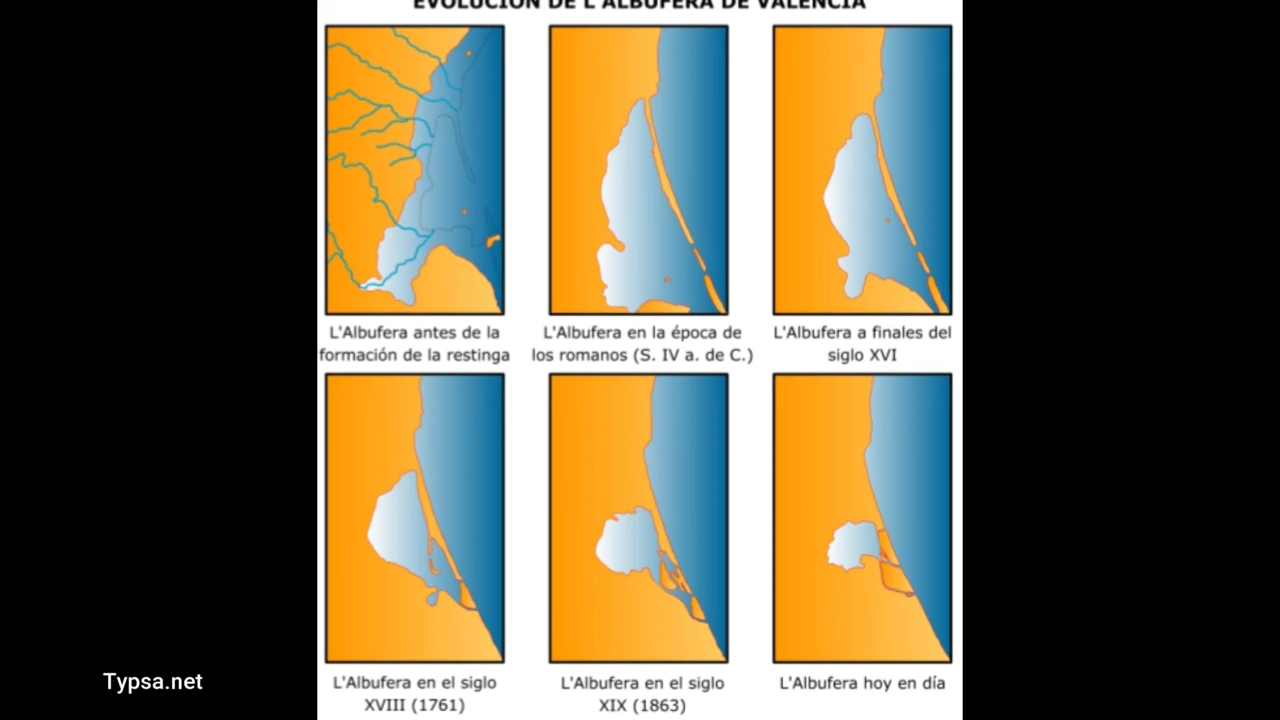 EVOLUCIÓN DE L'ALBUFERA DE VALENCIA
L'Albufera antes de la
formación de la restinga
L'Albufera en la época de
los romanos (S. IV a. de C.)
L'Albufera a finales del
siglo XVI
L'Albufera en el siglo
XVIII (1761)
L'Albufera en el siglo
XIX (1863)
L'Albufera hoy en día
Typsa.net